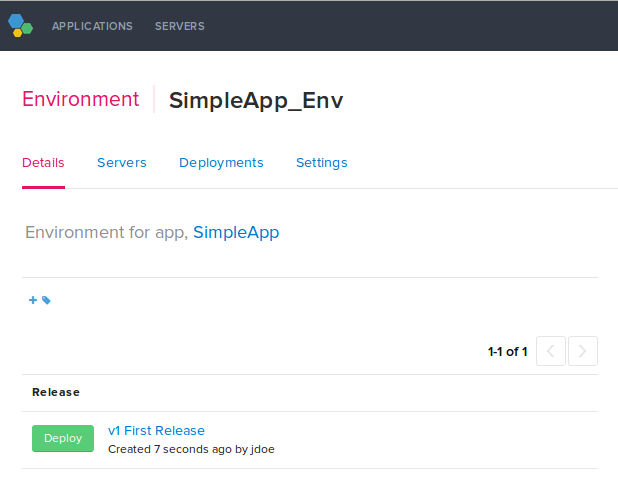 APPLICATIONS SERVERS
Environment SimpleApp_Env
Details Servers Deployments Settings
Environment for app, SimpleApp
1-1 of 1
Release
Deploy v1 First Release
Created 7 seconds ago by jdoe